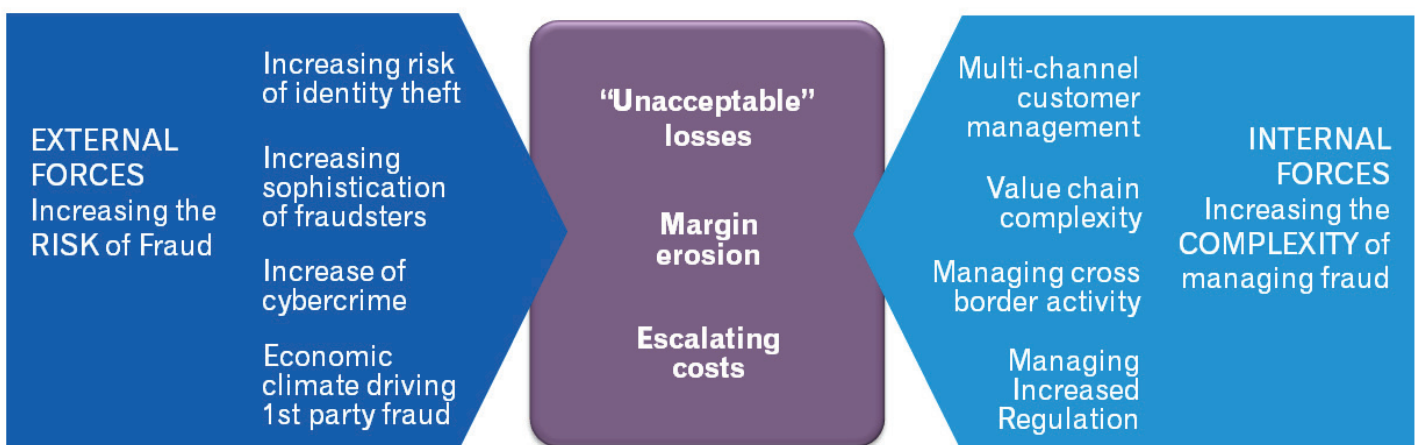 EXTERNAL
FORCES
Increasing the
RISK of Fraud
Increasing risk
of identity theft
Increasing
sophistication
of fraudsters
Increase of
cybercrime
Economic
climate driving
1st party fraud
“Unacceptable”
losses
Margin
erosion
Escalating
costs
Multi-channel
customer
management
Value chain
complexity
Managing cross
border activity
Managing
Increased
Regulation
INTERNAL
FORCES
Increasing the
COMPLEXITY of
managing fraud